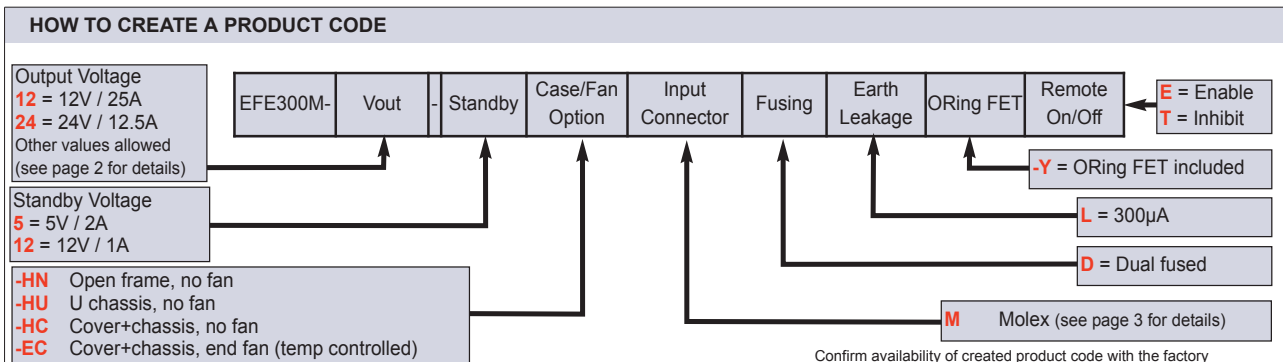 HOW TO CREATE A PRODUCT CODE
Output Voltage
12 = 12V / 25A
24 = 24V / 12.5A
Other values allowed
(see page 2 for details)
EFE300M-
Vout
-
Standby
Case/Fan
Option
Input
Connector
Fusing
Earth
Leakage
ORing FET
Remote
On/Off
E = Enable
T = Inhibit
-Y = ORing FET included
Standby Voltage
5 = 5V / 2A
12 = 12V / 1A
L = 300µA
D = Dual fused
-HN Open frame, no fan
-HU U chassis, no fan
-HC Cover+chassis, no fan
-EC Cover+chassis, end fan (temp controlled)
M Molex (see page 3 for details)
Confirm availability of created product code with the factory